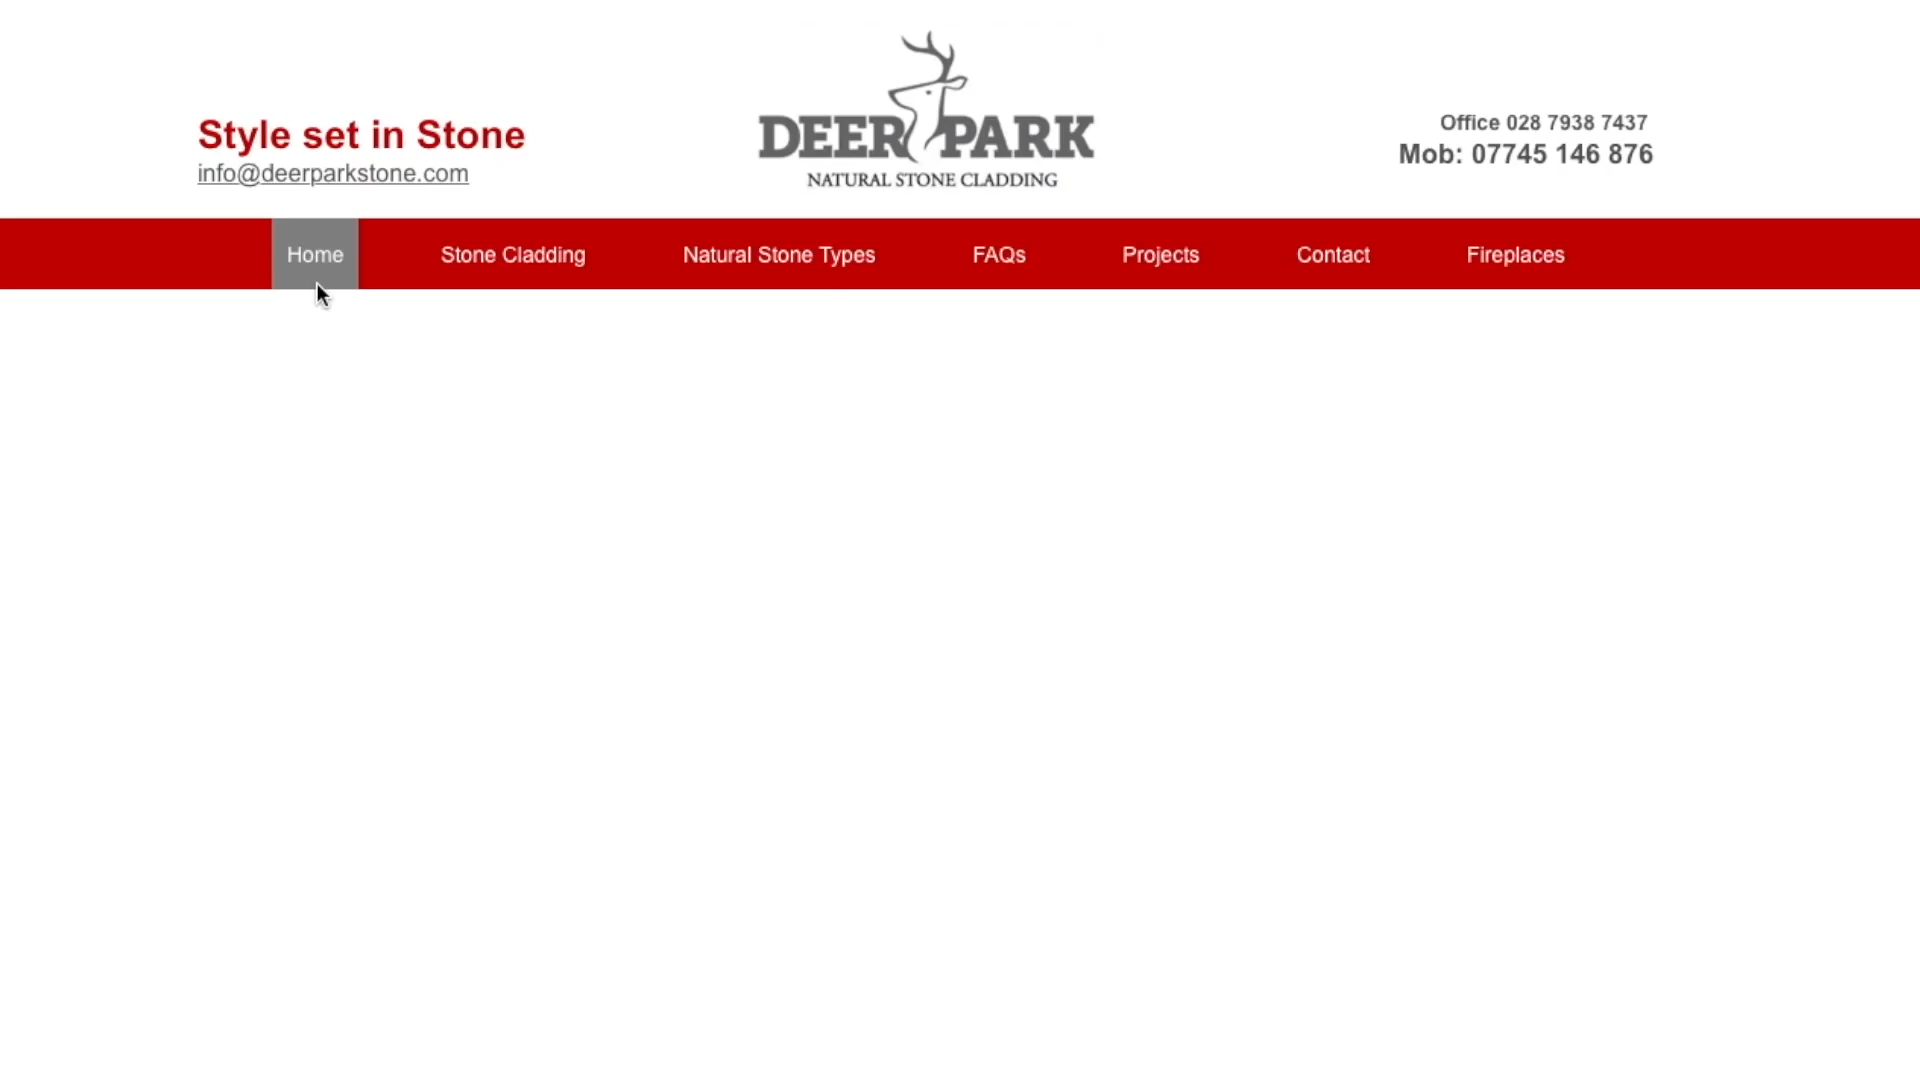 Style set in Stone
info@deerparkstone.com
DEER PARK
NATURAL STONE CLADDING
Office 028 7938 7437
Mob: 07745 146 876
Home
Stone Cladding
Natural Stone Types
FAQs
Projects
Contact
Fireplaces